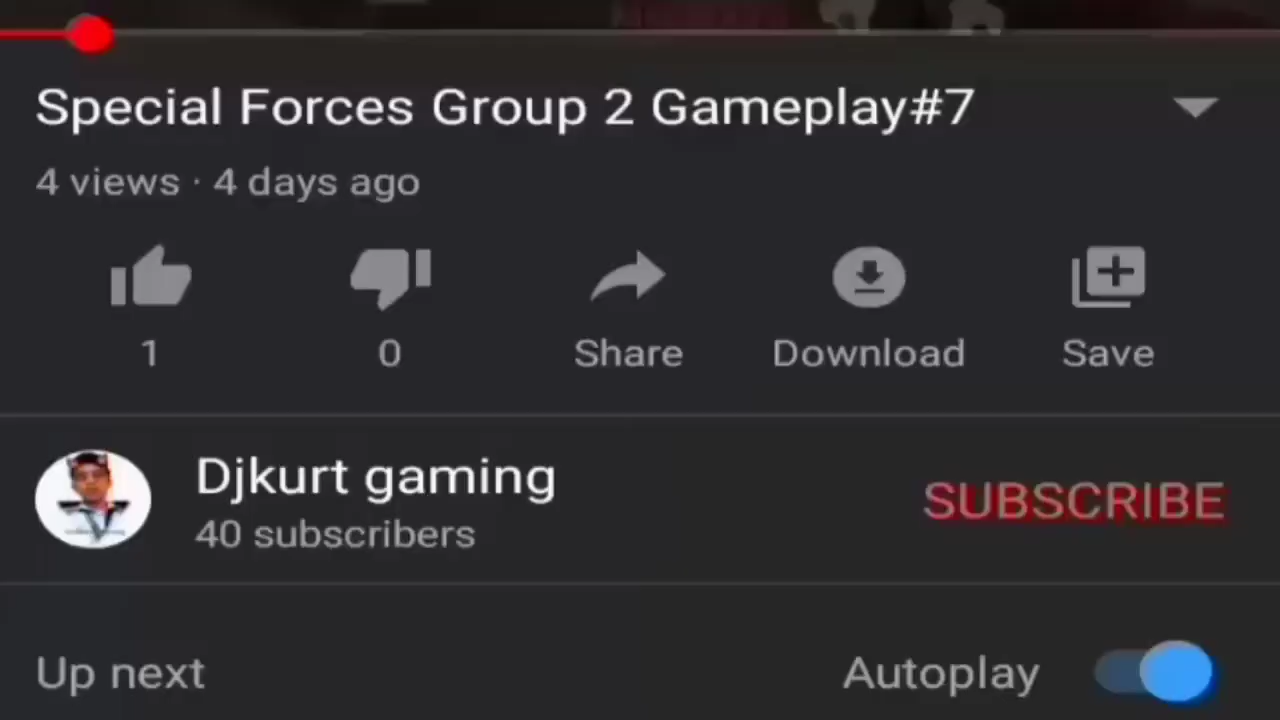 Special Forces Group 2 Gameplay#7
4 views · 4 days ago
1
0
Share
Download
Save
Djkurt gaming
40 subscribers
SUBSCRIBE
Up next
Autoplay